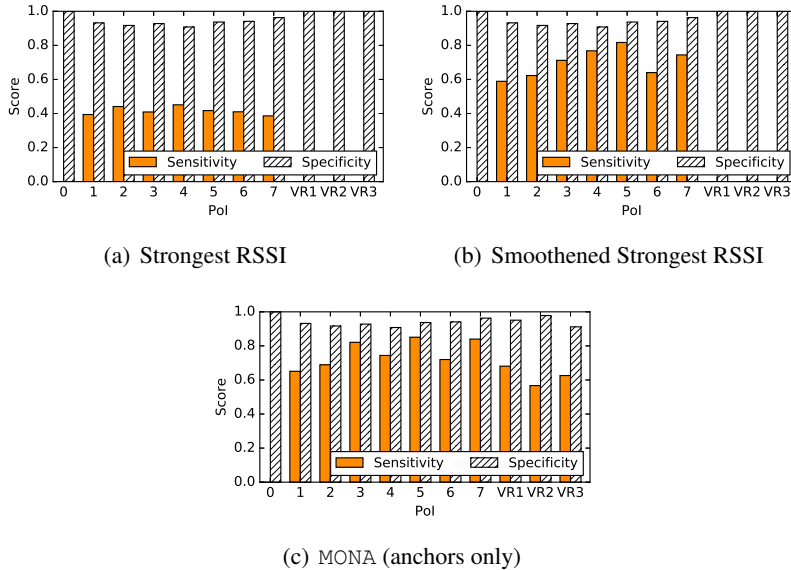 1.0
0.8
0.6
0.4
0.2
0.0
Score
Sensitivity Specificity
0 1 2 3 4 5 6 7 VR1 VR2 VR3
PoI
(a) Strongest RSSI
1.0
0.8
0.6
0.4
0.2
0.0
Score
Sensitivity Specificity
0 1 2 3 4 5 6 7 VR1 VR2 VR3
PoI
(b) Smoothened Strongest RSSI
1.0
0.8
0.6
0.4
0.2
0.0
Score
Sensitivity Specificity
0 1 2 3 4 5 6 7 VR1 VR2 VR3
PoI
(c) MONA (anchors only)